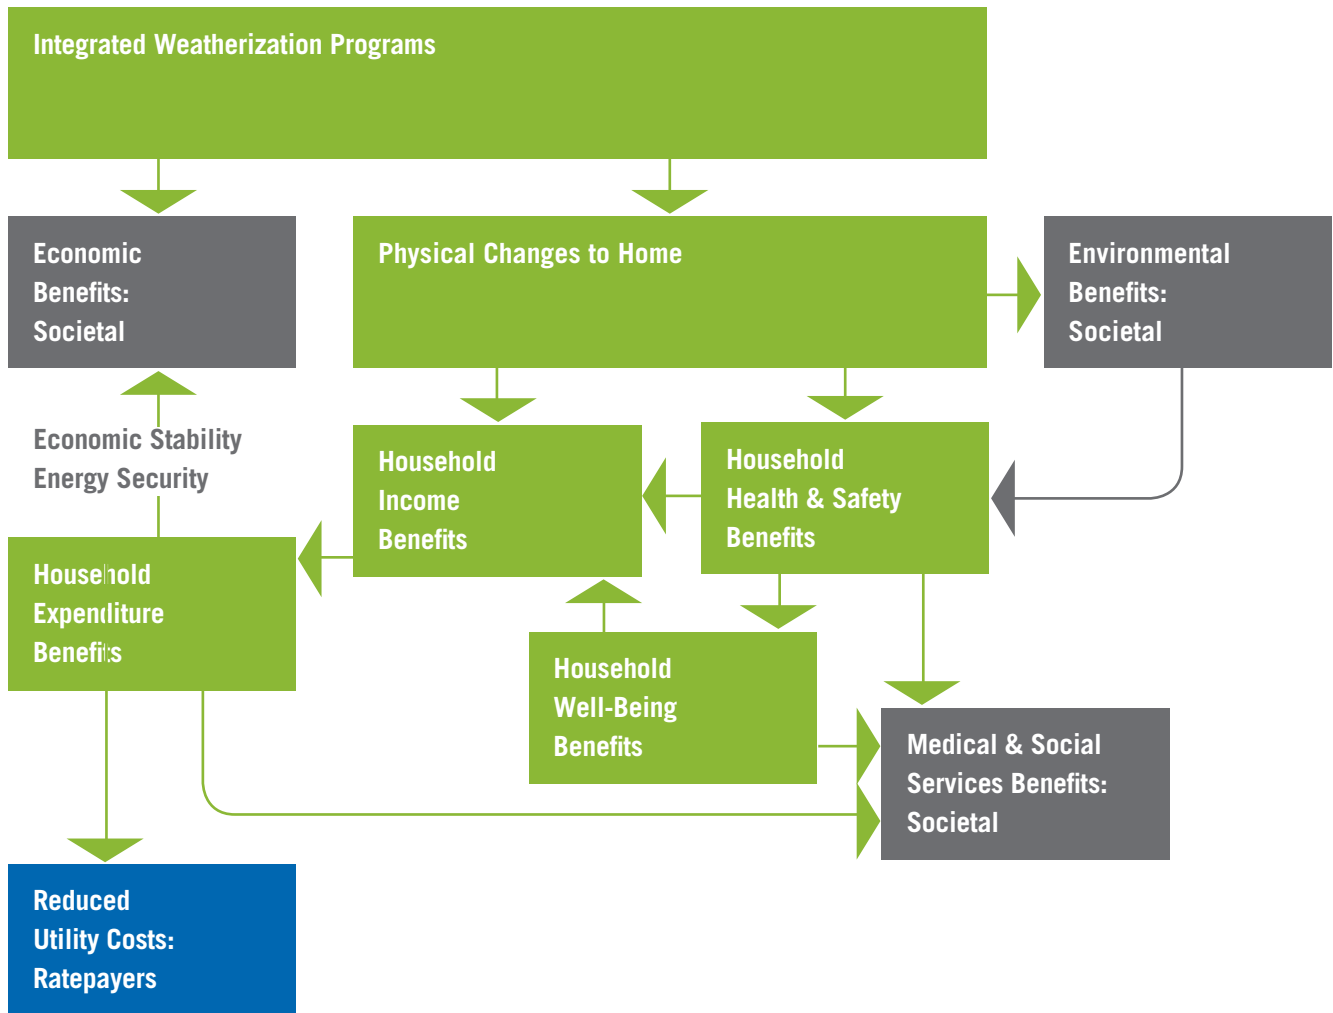 Integrated Weatherization Programs
Economic
Benefits:
Societal
Physical Changes to Home
Environmental
Benefits:
Societal
Economic Stability
Energy Security
Household
Income
Benefits
Household
Health & Safety
Benefits
Household
Expenditure
Benefits
Household
Well-Being
Benefits
Medical & Social
Services Benefits:
Societal
Reduced
Utility Costs:
Ratepayers